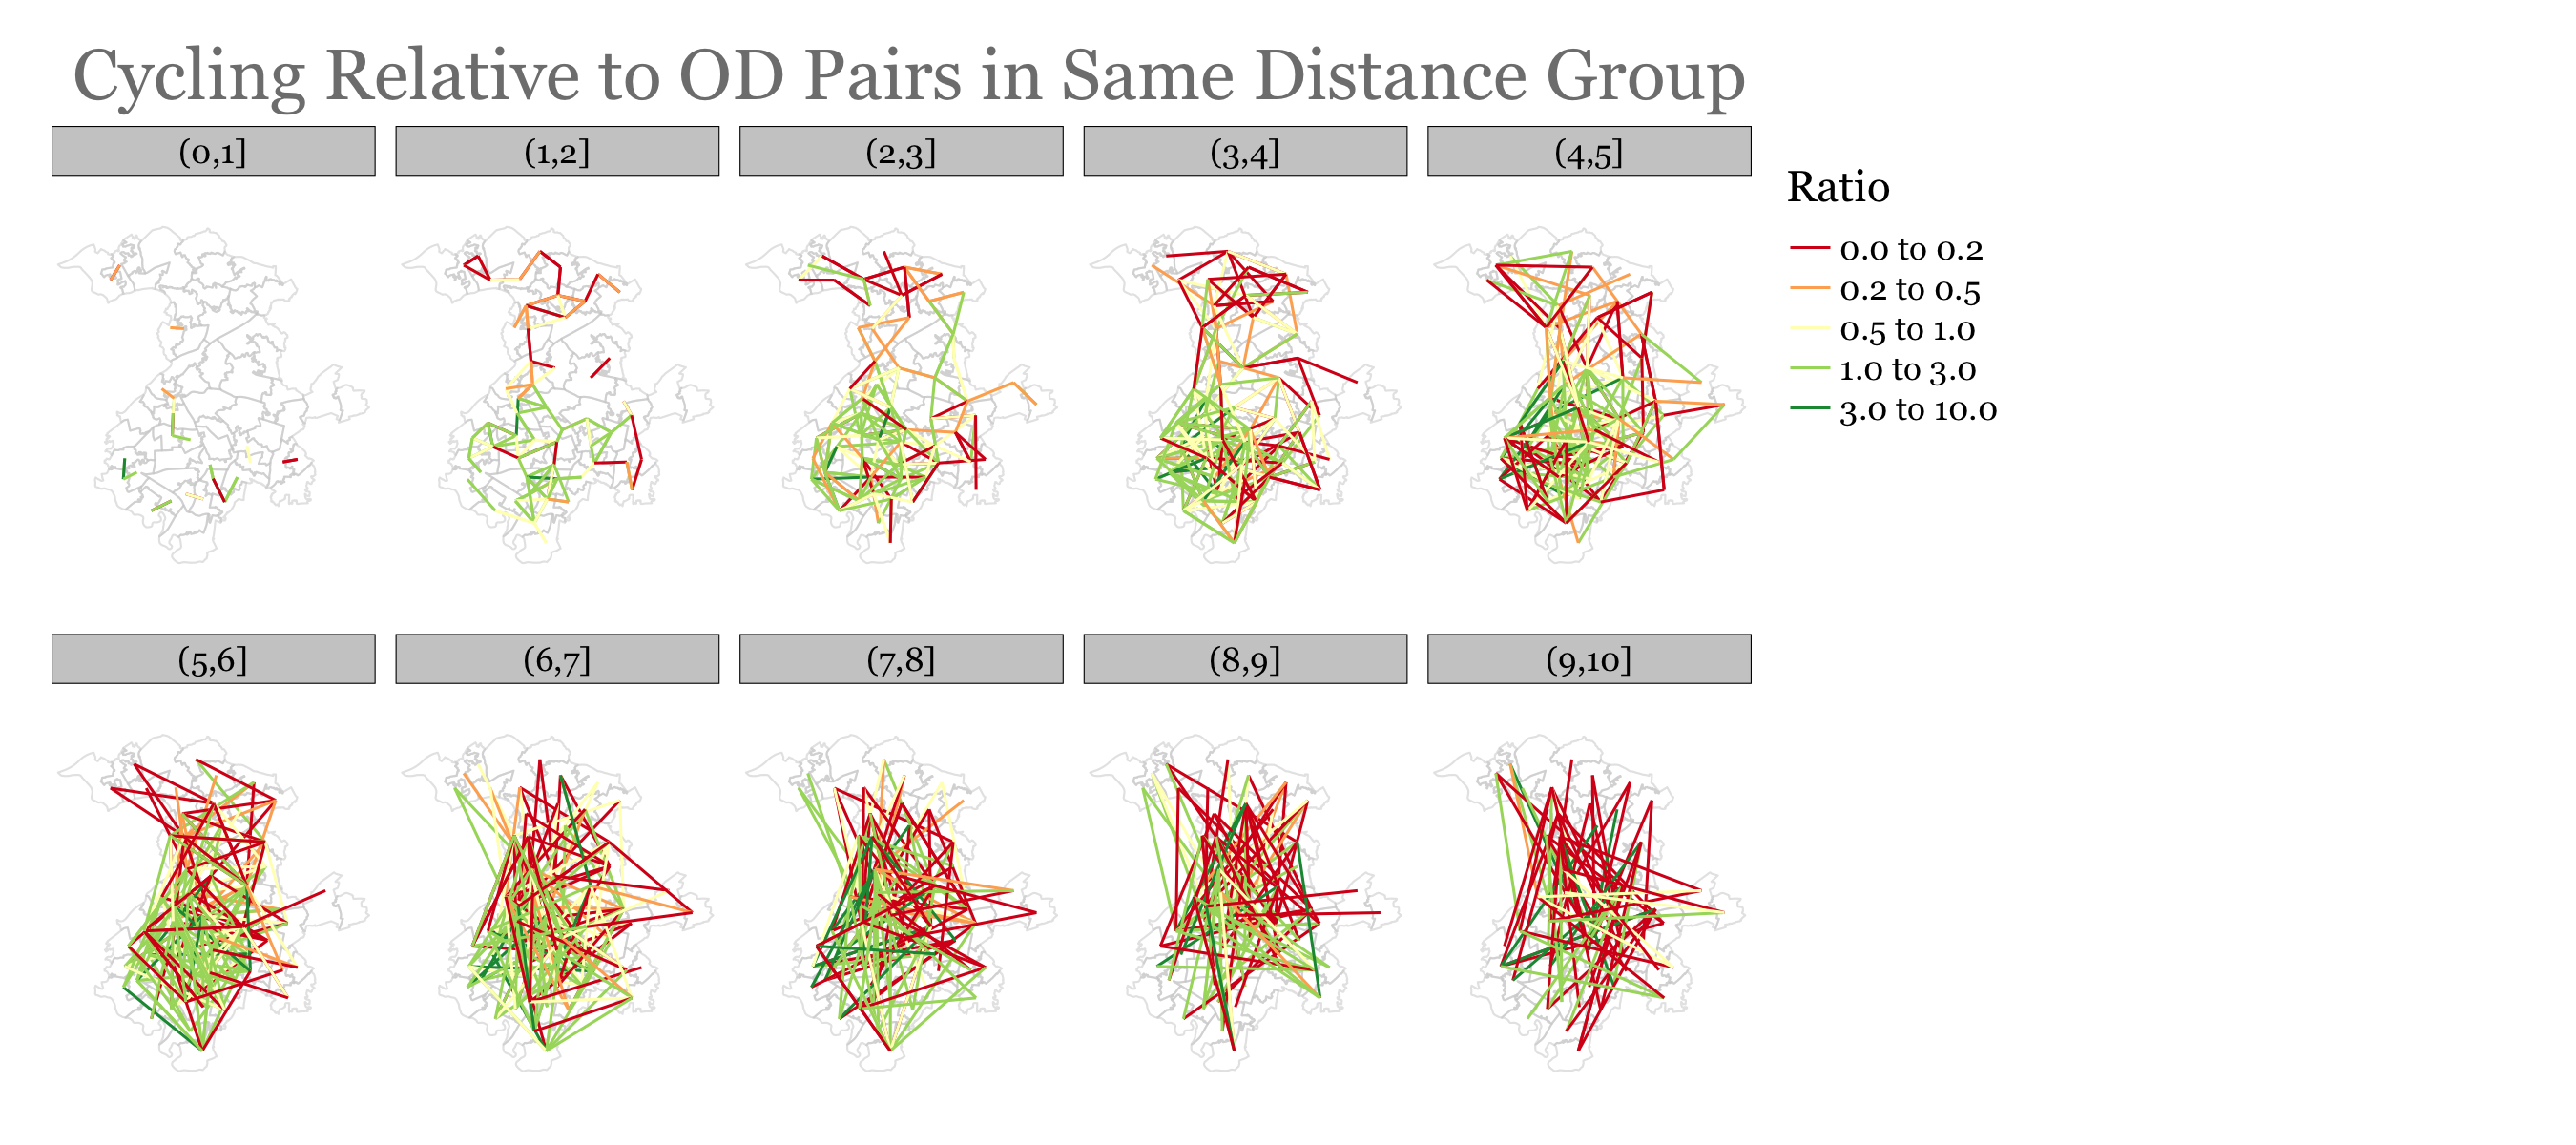 Cycling Relative to OD Pairs in Same Distance Group
(0,1] (1,2] (2,3] (3,4] (4,5]
Ratio
0.0 to 0.2
0.2 to 0.5
0.5 to 1.0
1.0 to 3.0
3.0 to 10.0
(5,6] (6,7] (7,8] (8,9] (9,10]